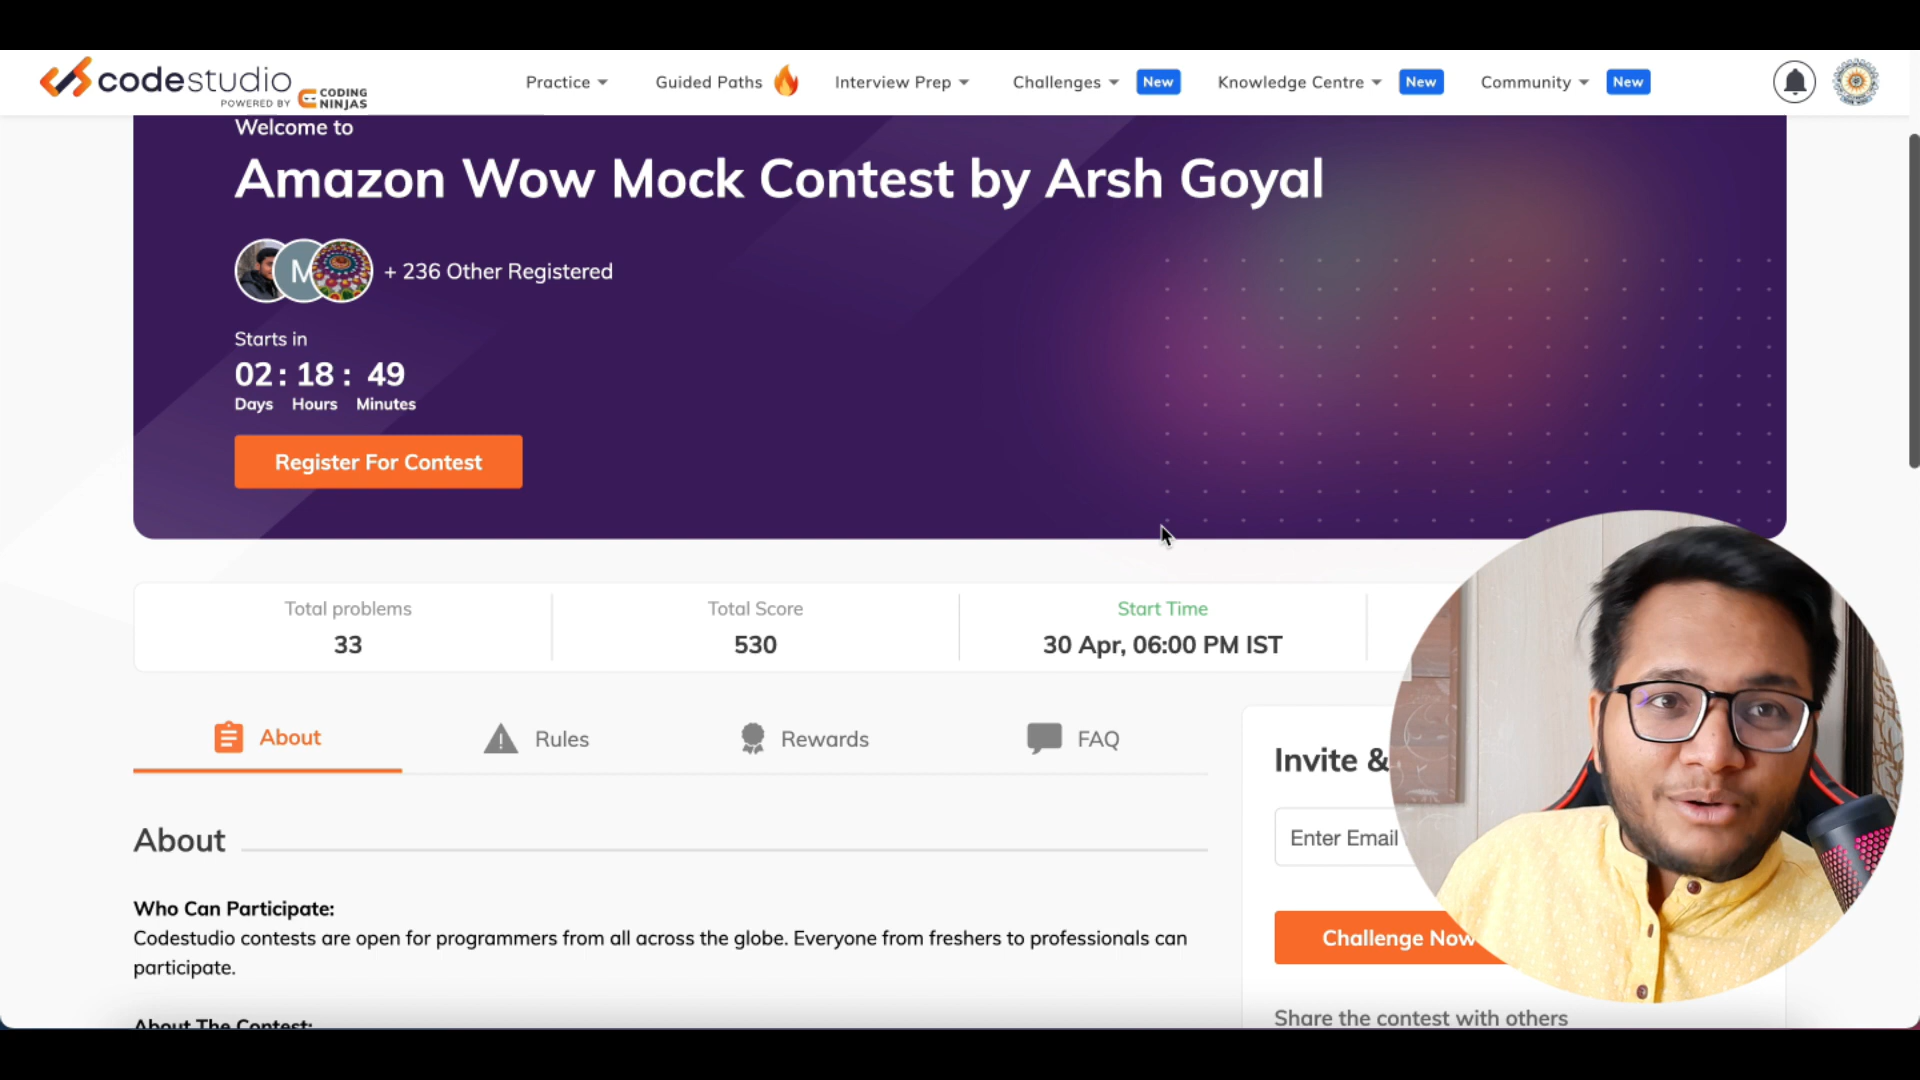 codestudio
POWERED BY CODING NINJAS
Practice
Guided Paths
Interview Prep
Challenges New
Knowledge Centre New
Community New
Welcome to
Amazon Wow Mock Contest by Arsh Goyal
M
+ 236 Other Registered
Starts in
02 : 18 : 49
Days Hours Minutes
Register For Contest
Total problems
33
Total Score
530
Start Time
30 Apr, 06:00 PM IST
About
Rules
Rewards
FAQ
Invite &
Enter Email
Challenge Now
Share the contest with others
About
Who Can Participate:
Codestudio contests are open for programmers from all across the globe. Everyone from freshers to professionals can
participate.
About The Contest: